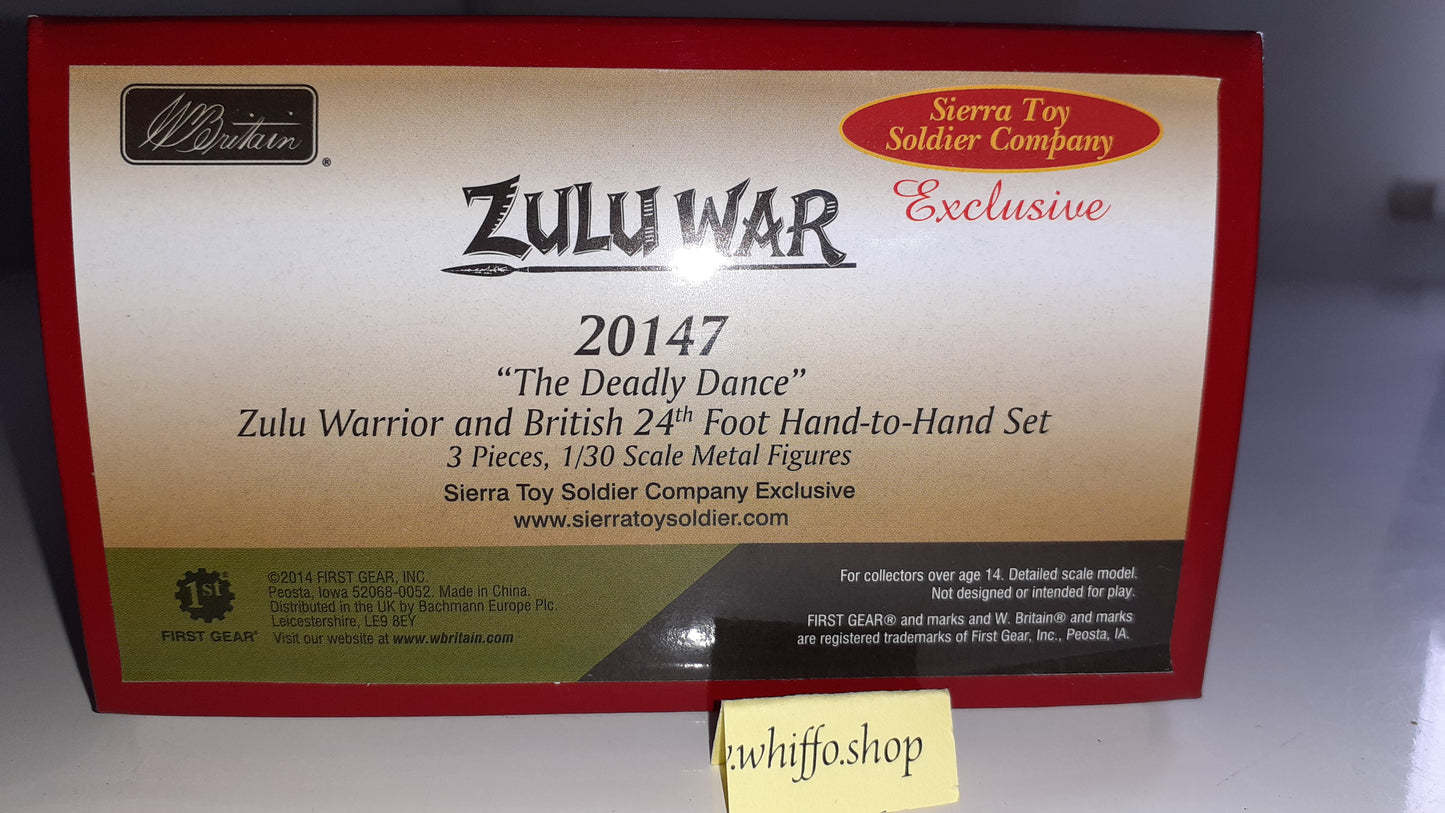 WBritain ®
Sierra Toy
Soldier Company
Exclusive
ZULU WAR
20147
“The Deadly Dance”
Zulu Warrior and British 24th Foot Hand-to-Hand Set
3 Pieces, 1/30 Scale Metal Figures
Sierra Toy Soldier Company Exclusive
www.sierratoysoldier.com
1st
FIRST GEAR®
©2014 FIRST GEAR, INC.
Peosta, Iowa 52068-0052. Made in China.
Distributed in the UK by Bachmann Europe Plc.
Leicestershire, LE9 8EY
Visit our website at www.wbritain.com
For collectors over age 14. Detailed scale model.
Not designed or intended for play.
FIRST GEAR® and marks and W. Britain® and marks
are registered trademarks of First Gear, Inc., Peosta, IA.
.whiffo.shop